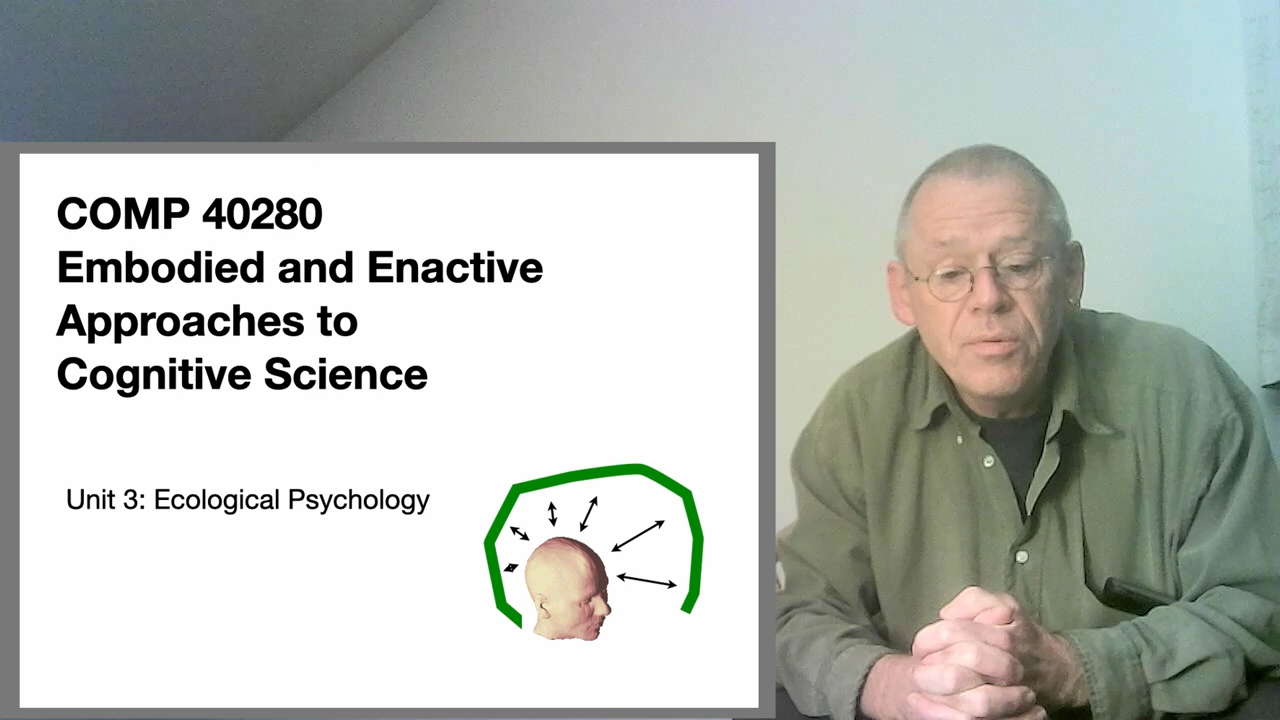 COMP 40280
Embodied and Enactive
Approaches to
Cognitive Science
Unit 3: Ecological Psychology